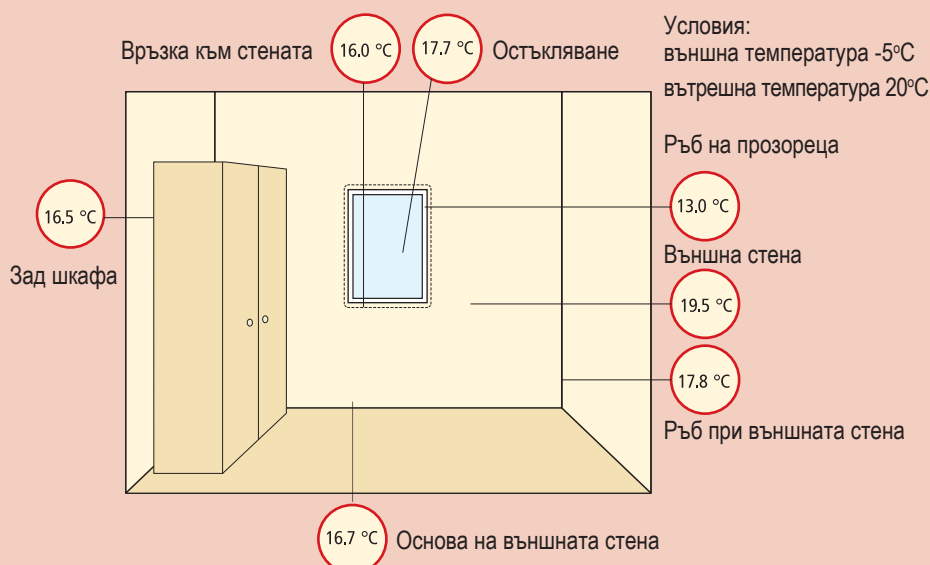 Връзка към стената
16.0 °C
17.7 °C
Остъкляване
Условия:
външна температура -5°C
вътрешна температура 20°C
Ръб на прозореца
13.0 °C
16.5 °C
Зад шкафа
Външна стена
19.5 °C
17.8 °C
Ръб при външната стена
16.7 °C
Основа на външната стена